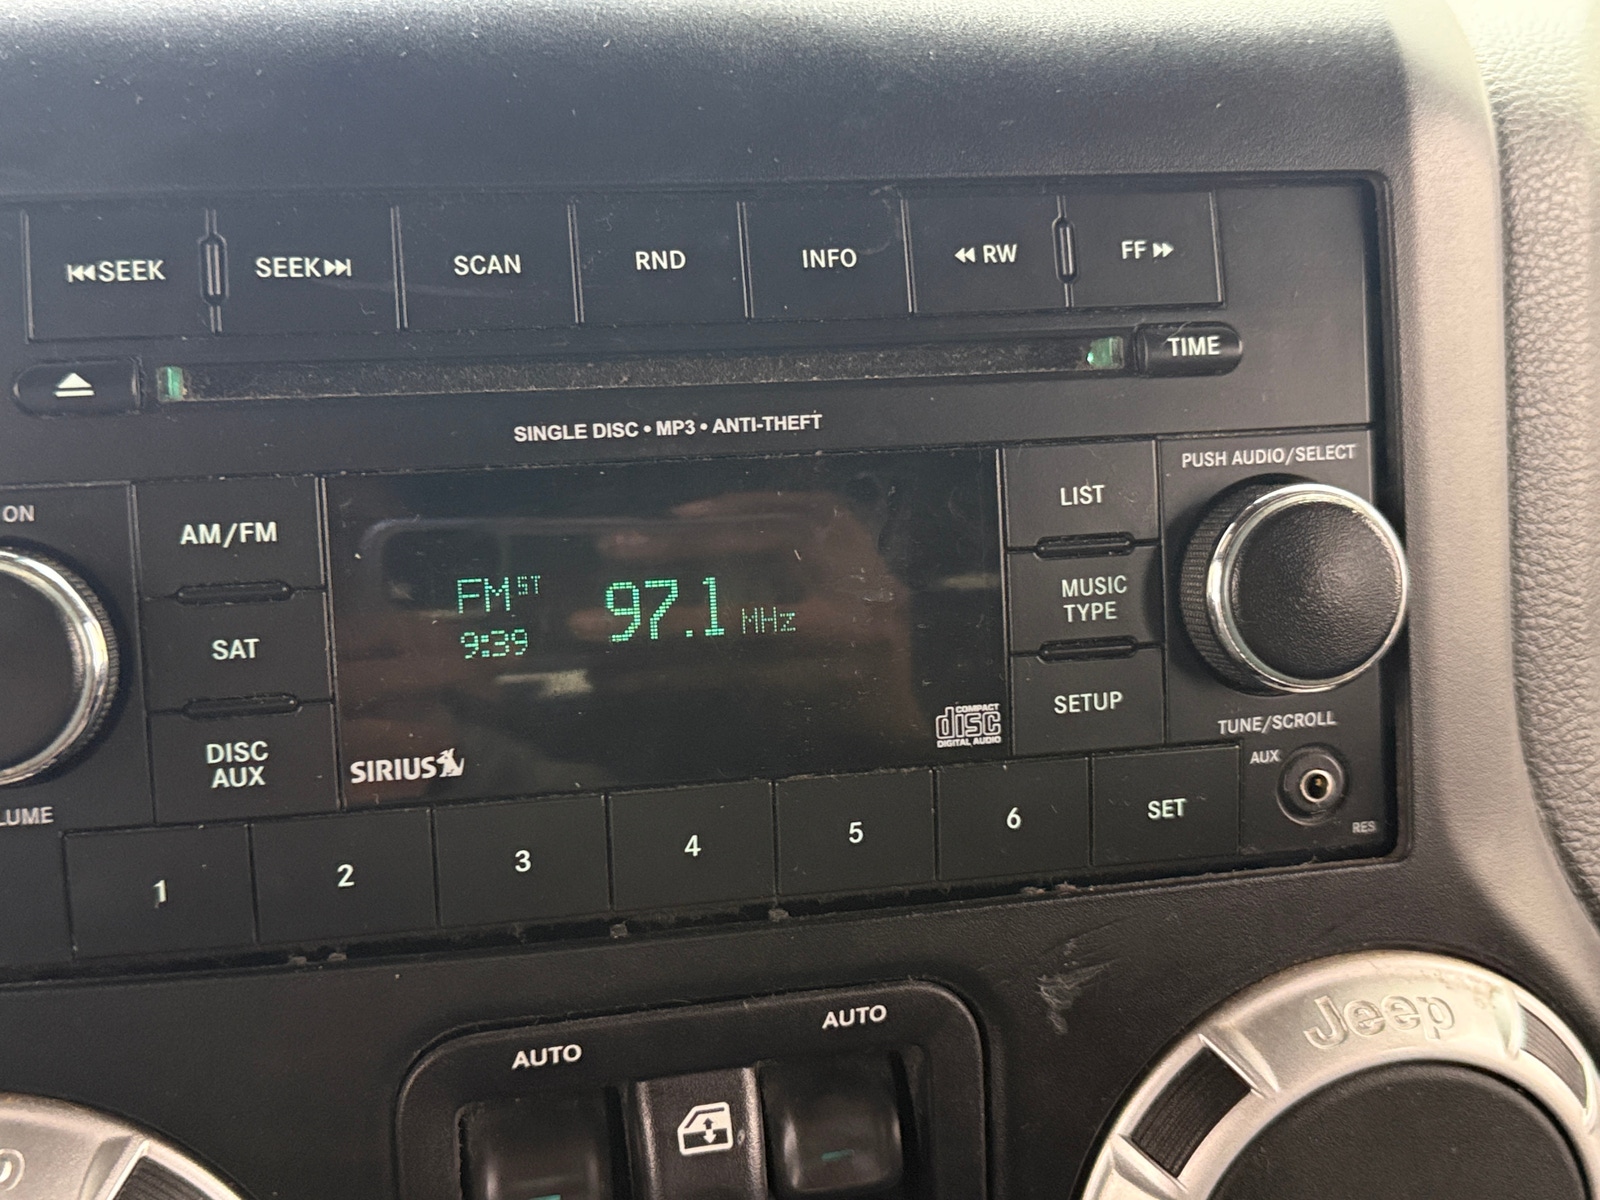 SEEK
SEEK
SCAN
RND
INFO
RW
FF
TIME
SINGLE DISC • MP3 • ANTI-THEFT
PUSH AUDIO/SELECT
ON
AM/FM
LIST
FM ST
97.1 MHz
9:39
MUSIC
TYPE
SAT
SETUP
DISC
AUX
SIRIUS
COMPACT
disc
DIGITAL AUDIO
TUNE/SCROLL
AUX
RES
LUME
1
2
3
4
5
6
SET
AUTO
AUTO
Jeep